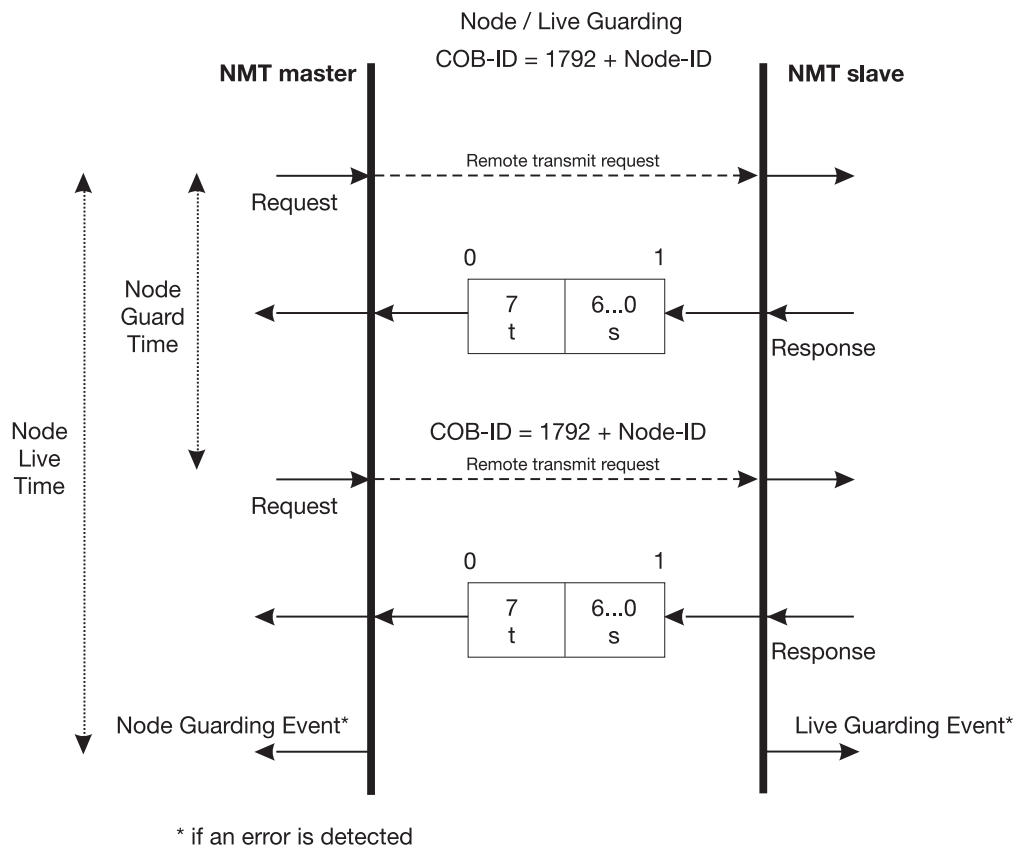 Node / Live Guarding
COB-ID = 1792 + Node-ID
NMT master
NMT slave
Remote transmit request
Request
0 1
7 6...0
t s
Node
Guard
Time
Response
Node
Live
Time
COB-ID = 1792 + Node-ID
Remote transmit request
Request
0 1
7 6...0
t s
Response
Node Guarding Event*
Live Guarding Event*
* if an error is detected